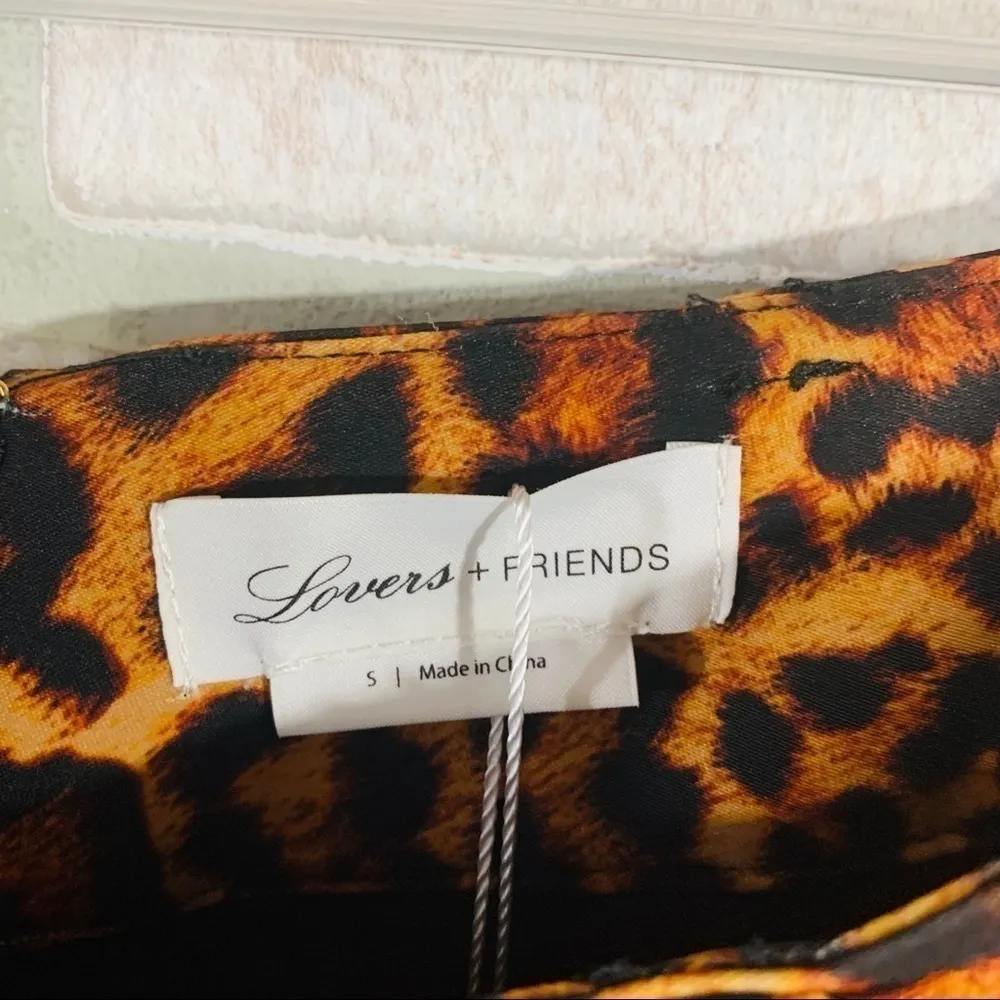 Lovers + FRIENDS
S | Made in China